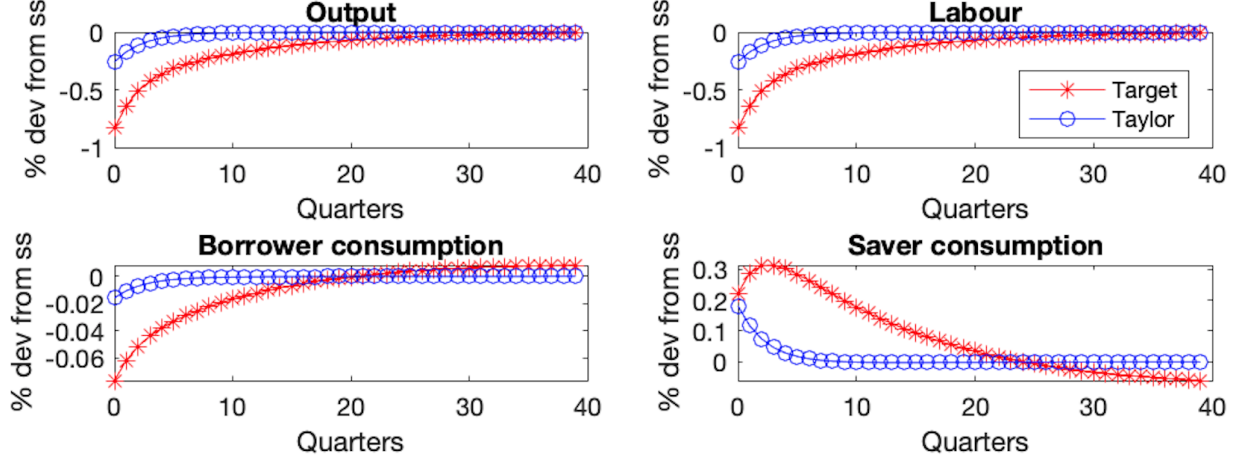 Output
% dev from ss
0
-0.5
-1
0 10 20 30 40
Quarters
Labour
% dev from ss
0
-0.5
-1
0 10 20 30 40
Quarters
Target
Taylor
Borrower consumption
% dev from ss
0
-0.02
-0.04
-0.06
0 10 20 30 40
Quarters
Saver consumption
% dev from ss
0.3
0.2
0.1
0
0 10 20 30 40
Quarters